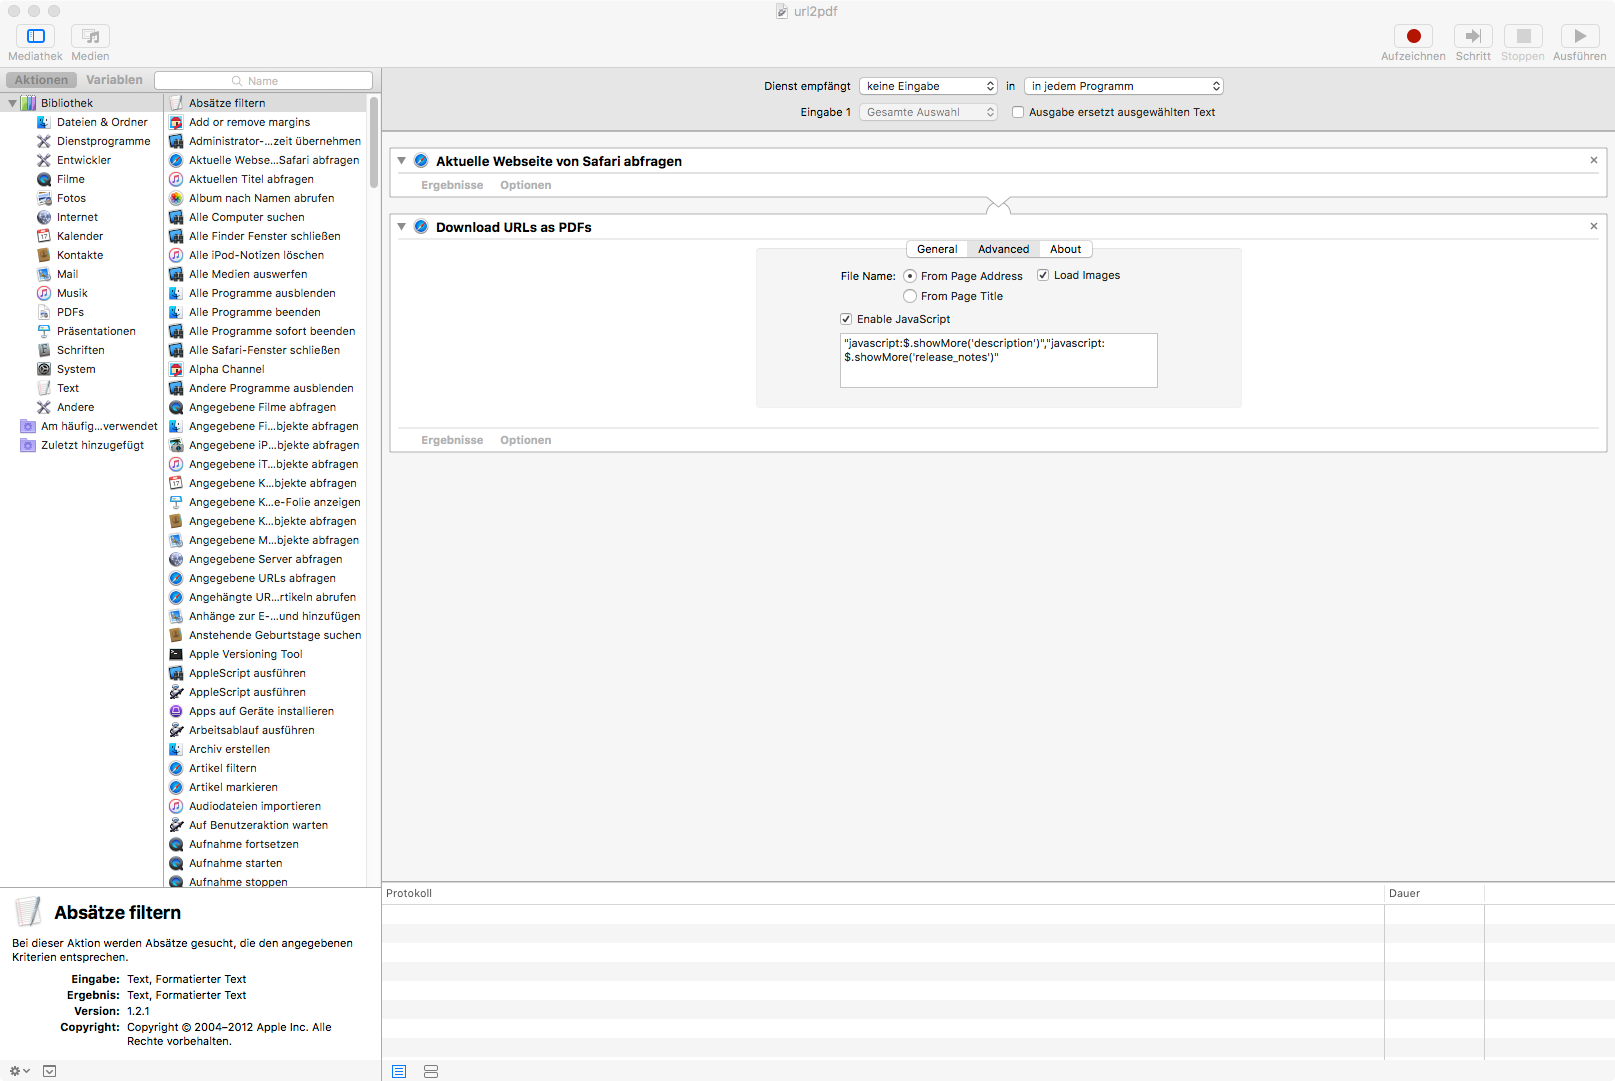 url2pdf
Mediathek
Medien
Aufzeichnen
Schritt
Stoppen
Ausführen
Aktionen
Variablen
Name
Bibliothek
Dateien & Ordner
Dienstprogramme
Entwickler
Filme
Fotos
Internet
Kalender
Kontakte
Mail
Musik
PDFs
Präsentationen
Schriften
System
Text
Andere
Am häufig...verwendet
Zuletzt hinzugefügt
Absätze filtern
Add or remove margins
Administrator-...zeit übernehmen
Aktuelle Webse...Safari abfragen
Aktuellen Titel abfragen
Album nach Namen abrufen
Alle Computer suchen
Alle Finder Fenster schließen
Alle iPod-Notizen löschen
Alle Medien auswerfen
Alle Programme ausblenden
Alle Programme beenden
Alle Programme sofort beenden
Alle Safari-Fenster schließen
Alpha Channel
Andere Programme ausblenden
Angegebene Filme abfragen
Angegebene Fi...bjekte abfragen
Angegebene iP...bjekte abfragen
Angegebene iT...bjekte abfragen
Angegebene K...bjekte abfragen
Angegebene K...e-Folie anzeigen
Angegebene K...bjekte abfragen
Angegebene M...bjekte abfragen
Angegebene Server abfragen
Angegebene URLs abfragen
Angehängte UR...rtikeln abrufen
Anhänge zur E-...und hinzufügen
Anstehende Geburtstage suchen
Apple Versioning Tool
AppleScript ausführen
AppleScript ausführen
Apps auf Geräte installieren
Arbeitsablauf ausführen
Archiv erstellen
Artikel filtern
Artikel markieren
Audiodateien importieren
Auf Benutzeraktion warten
Aufnahme fortsetzen
Aufnahme starten
Aufnahme stoppen
Dienst empfängt keine Eingabe in in jedem Programm
Eingabe 1 Gesamte Auswahl Ausgabe ersetzt ausgewählten Text
Aktuelle Webseite von Safari abfragen
Ergebnisse Optionen
Download URLs as PDFs
General Advanced About
File Name: From Page Address Load Images
From Page Title
Enable JavaScript
"javascript:$.showMore('description')","javascript:
$.showMore('release_notes')"
Ergebnisse Optionen
Protokoll Dauer
Absätze filtern
Bei dieser Aktion werden Absätze gesucht, die den angegebenen
Kriterien entsprechen.
Eingabe: Text, Formatierter Text
Ergebnis: Text, Formatierter Text
Version: 1.2.1
Copyright: Copyright © 2004–2012 Apple Inc. Alle
Rechte vorbehalten.